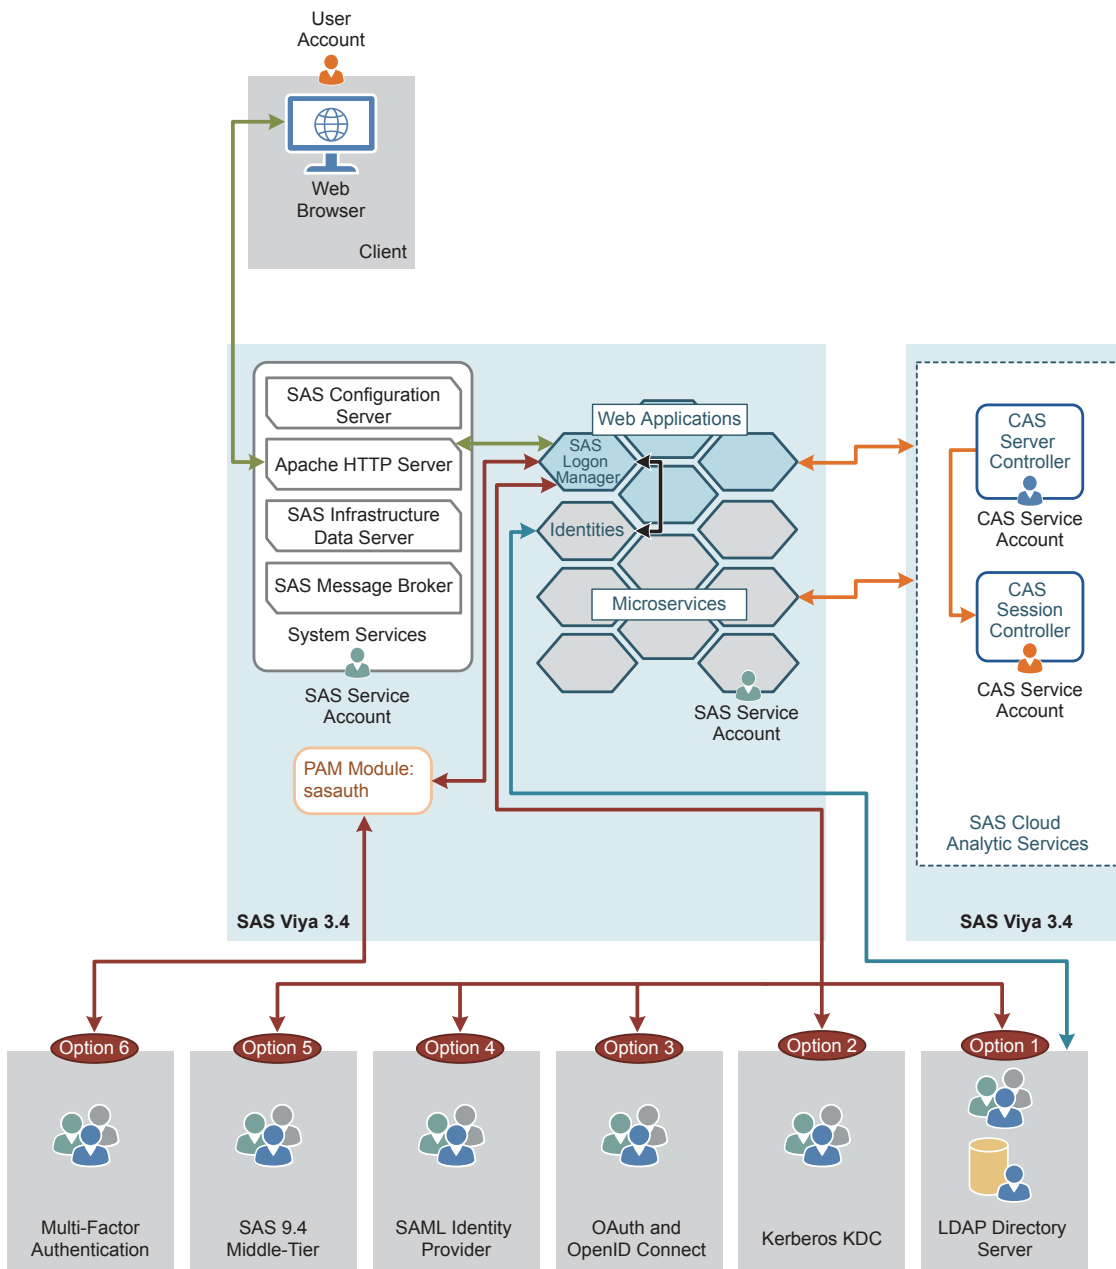 User
Account
Web
Browser
Client
SAS Configuration
Server
Apache HTTP Server
SAS Infrastructure
Data Server
SAS Message Broker
System Services
SAS Service
Account
Web Applications
SAS
Logon
Manager
Identities
Microservices
SAS Service
Account
PAM Module:
sasauth
SAS Viya 3.4
CAS
Server
Controller
CAS Service
Account
CAS
Session
Controller
CAS Service
Account
SAS Cloud
Analytic Services
SAS Viya 3.4
Option 6
Option 5
Option 4
Option 3
Option 2
Option 1
Multi-Factor
Authentication
SAS 9.4
Middle-Tier
SAML Identity
Provider
OAuth and
OpenID Connect
Kerberos KDC
LDAP Directory
Server